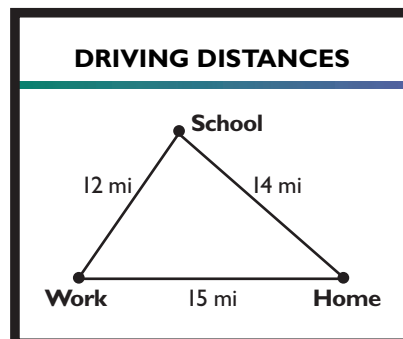 DRIVING DISTANCES
School
12 mi
14 mi
Work
15 mi
Home